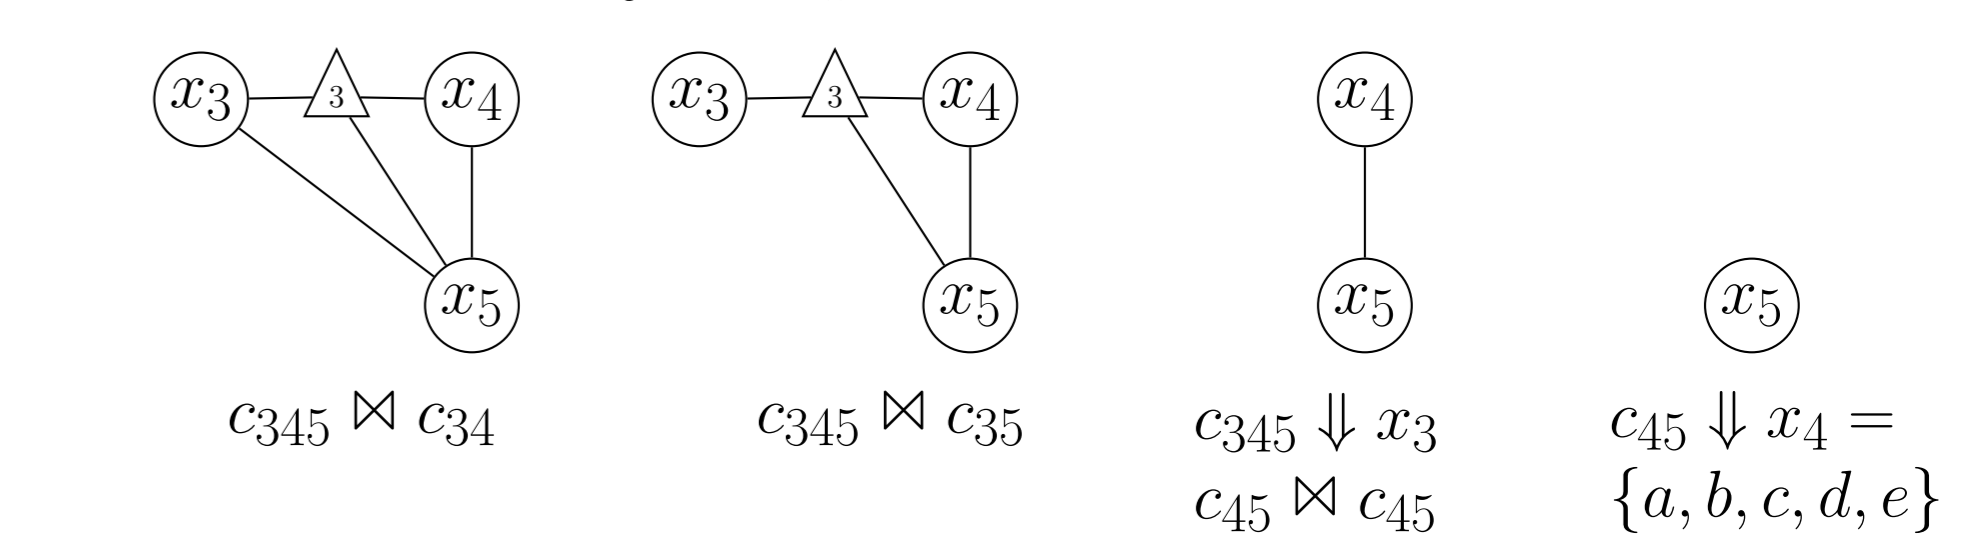 x₃ 3 x₄ x₃ 3 x₄ x₄
x₅ x₅ x₅ x₅
c₃₄₅ ⋈ c₃₄ c₃₄₅ ⋈ c₃₅ c₃₄₅ ⇓ x₃ c₄₅ ⇓ x₄ =
c₄₅ ⋈ c₄₅ {a, b, c, d, e}